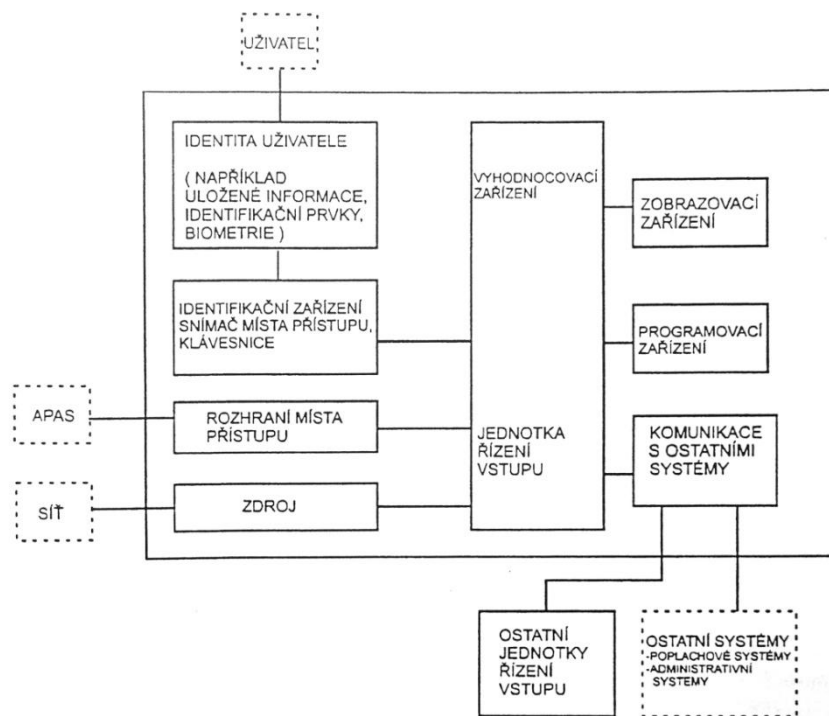 UŽIVATEL
IDENTITA UŽIVATELE
( NAPŘÍKLAD
ULOŽENÉ INFORMACE,
IDENTIFIKAČNÍ PRVKY,
BIOMETRIE )
IDENTIFIKAČNÍ ZAŘÍZENÍ
SNÍMAČ MÍSTA PŘÍSTUPU,
KLÁVESNICE
APAS
ROZHRANÍ MÍSTA
PŘÍSTUPU
SÍŤ
ZDROJ
VYHODNOCOVACÍ
ZAŘÍZENÍ
JEDNOTKA
ŘÍZENÍ
VSTUPU
ZOBRAZOVACÍ
ZAŘÍZENÍ
PROGRAMOVACÍ
ZAŘÍZENÍ
KOMUNIKACE
S OSTATNÍMI
SYSTÉMY
OSTATNÍ
JEDNOTKY
ŘÍZENÍ
VSTUPU
OSTATNÍ SYSTÉMY
-POPLACHOVÉ SYSTÉMY
-ADMINISTRATIVNÍ
SYSTEMY